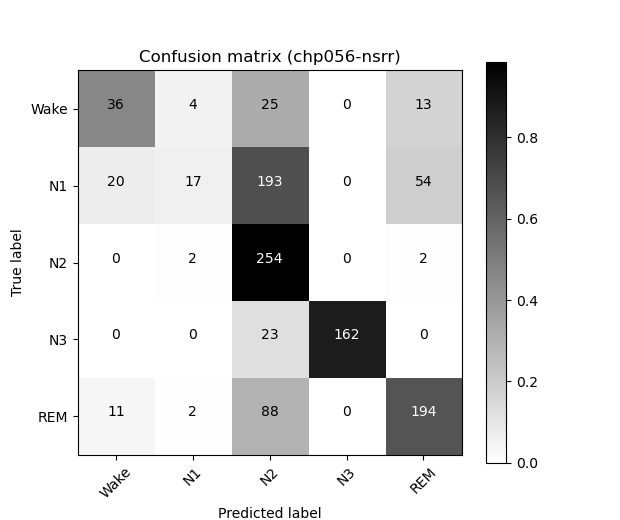 Confusion matrix (chp056-nsrr)
Wake 36 4 25 0 13
N1 20 17 193 0 54
N2 0 2 254 0 2
N3 0 0 23 162 0
REM 11 2 88 0 194
Wake N1 N2 N3 REM
Predicted label
True label
0.8
0.6
0.4
0.2
0.0